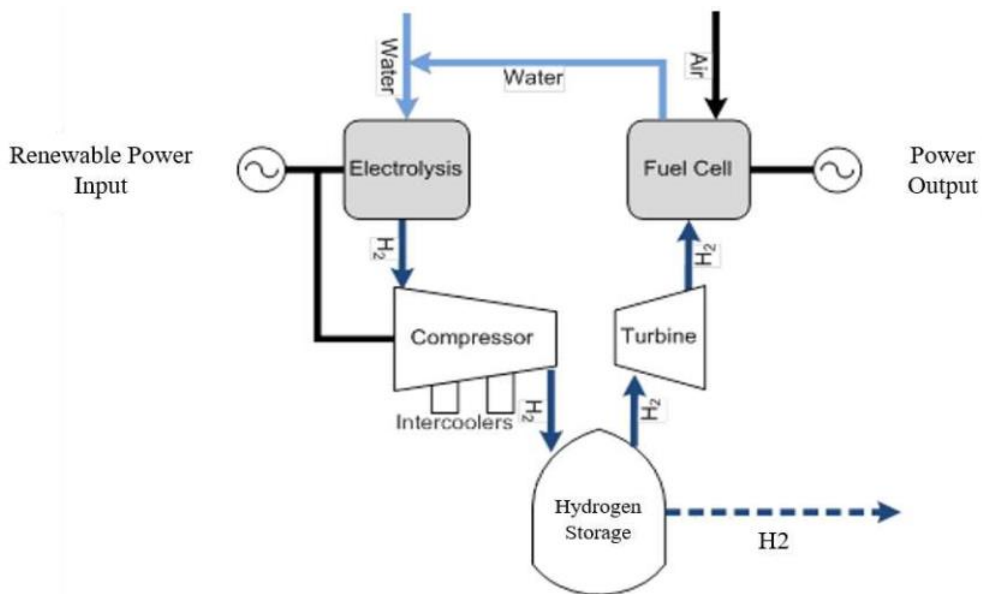 Water
Water
Air
Renewable Power
Input
Electrolysis
Fuel Cell
Power
Output
H₂
H₂
Compressor
Turbine
Intercoolers
H₂
H₂
Hydrogen
Storage
H2